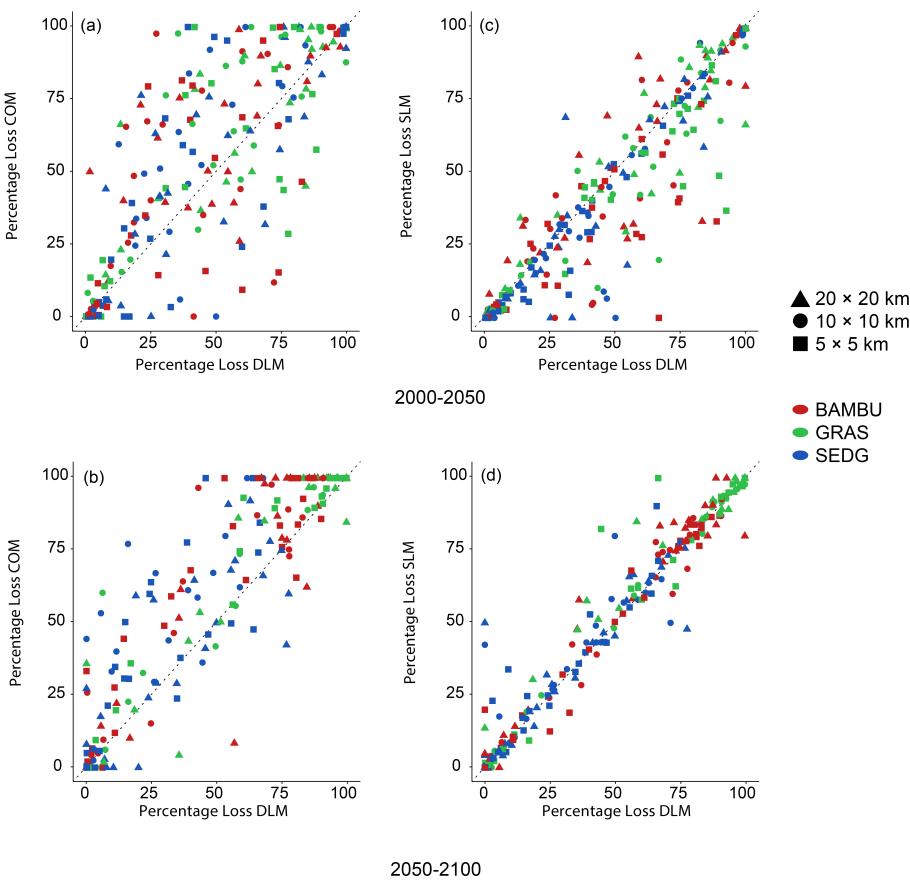 (a)
100
75
50
25
0
Percentage Loss COM
0 25 50 75 100
Percentage Loss DLM
(c)
100
75
50
25
0
Percentage Loss SLM
0 25 50 75 100
Percentage Loss DLM
20 × 20 km
10 × 10 km
5 × 5 km
2000-2050
BAMBU
GRAS
SEDG
(b)
100
75
50
25
0
Percentage Loss COM
0 25 50 75 100
Percentage Loss DLM
(d)
100
75
50
25
0
Percentage Loss SLM
0 25 50 75 100
Percentage Loss DLM
2050-2100